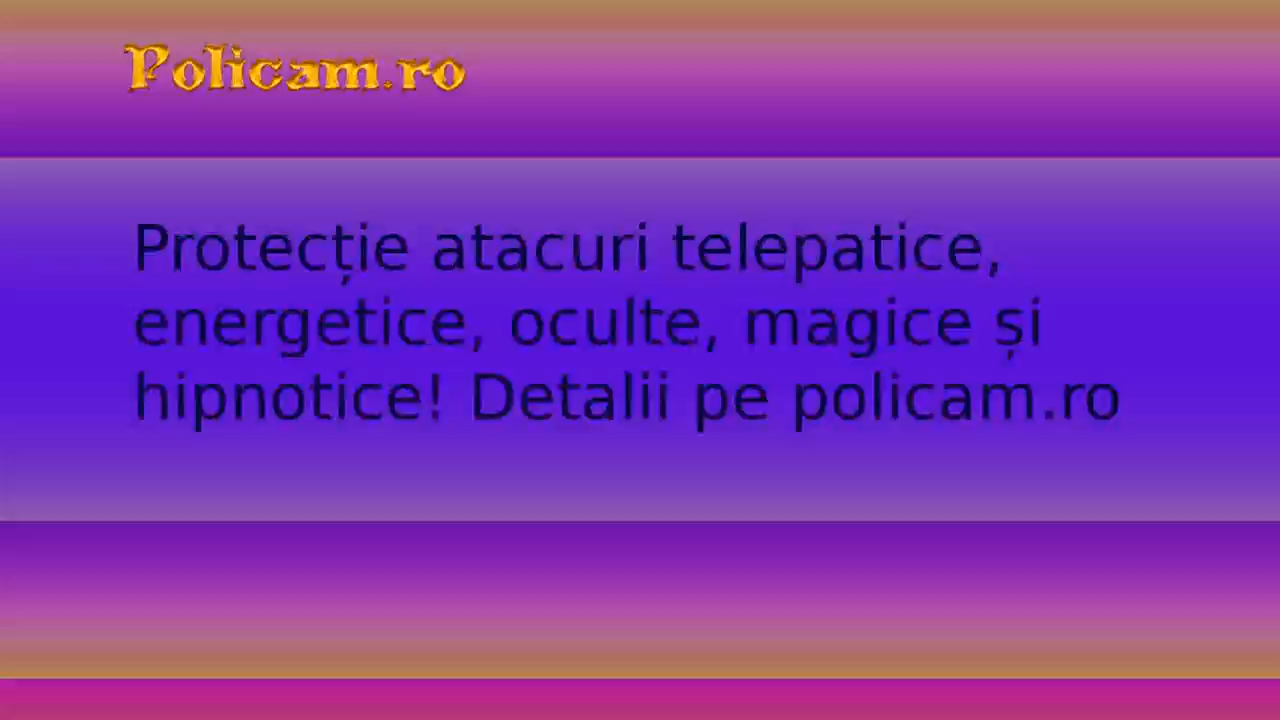 Policam.ro
Protecție atacuri telepatice,
energetice, oculte, magice și
hipnotice! Detalii pe policam.ro